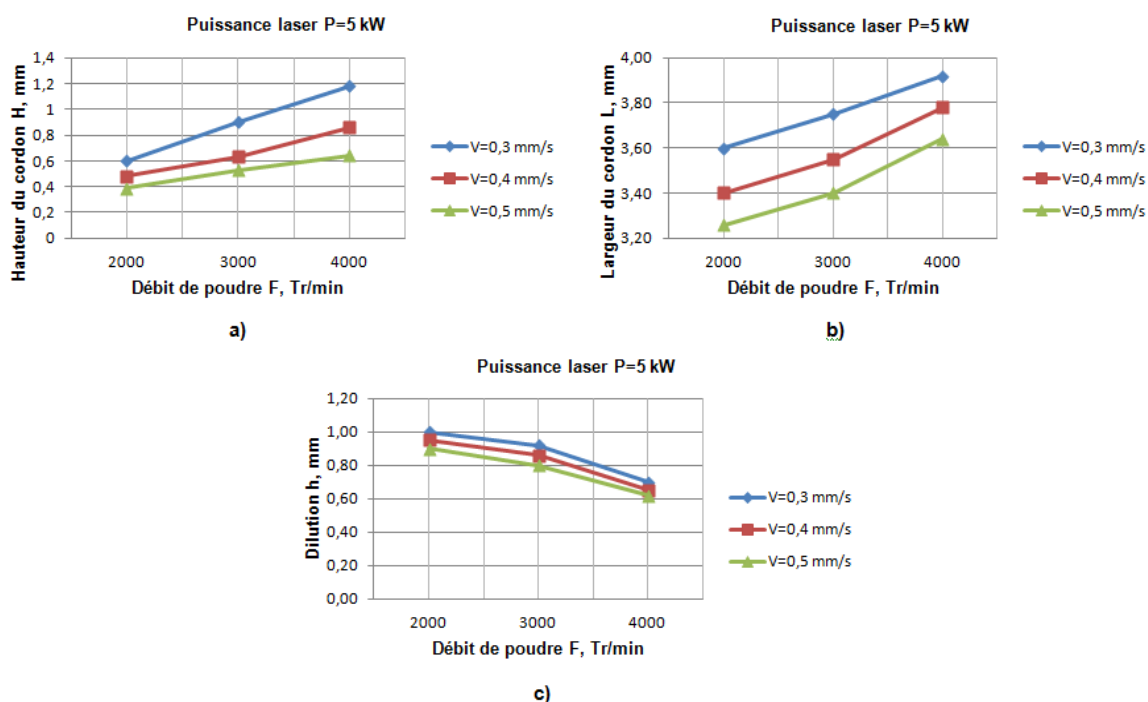 Puissance laser P=5 kW
Hauteur du cordon H, mm
1,4
1,2
1
0,8
0,6
0,4
0,2
0
2000 3000 4000
Débit de poudre F, Tr/min
V=0,3 mm/s
V=0,4 mm/s
V=0,5 mm/s
a)
Puissance laser P=5 kW
Largeur du cordon L, mm
4,00
3,80
3,60
3,40
3,20
2000 3000 4000
Débit de poudre F, Tr/min
V=0,3 mm/s
V=0,4 mm/s
V=0,5 mm/s
b)
Puissance laser P=5 kW
Dilution h, mm
1,20
1,00
0,80
0,60
0,40
0,20
0,00
2000 3000 4000
Débit de poudre F, Tr/min
V=0,3 mm/s
V=0,4 mm/s
V=0,5 mm/s
c)